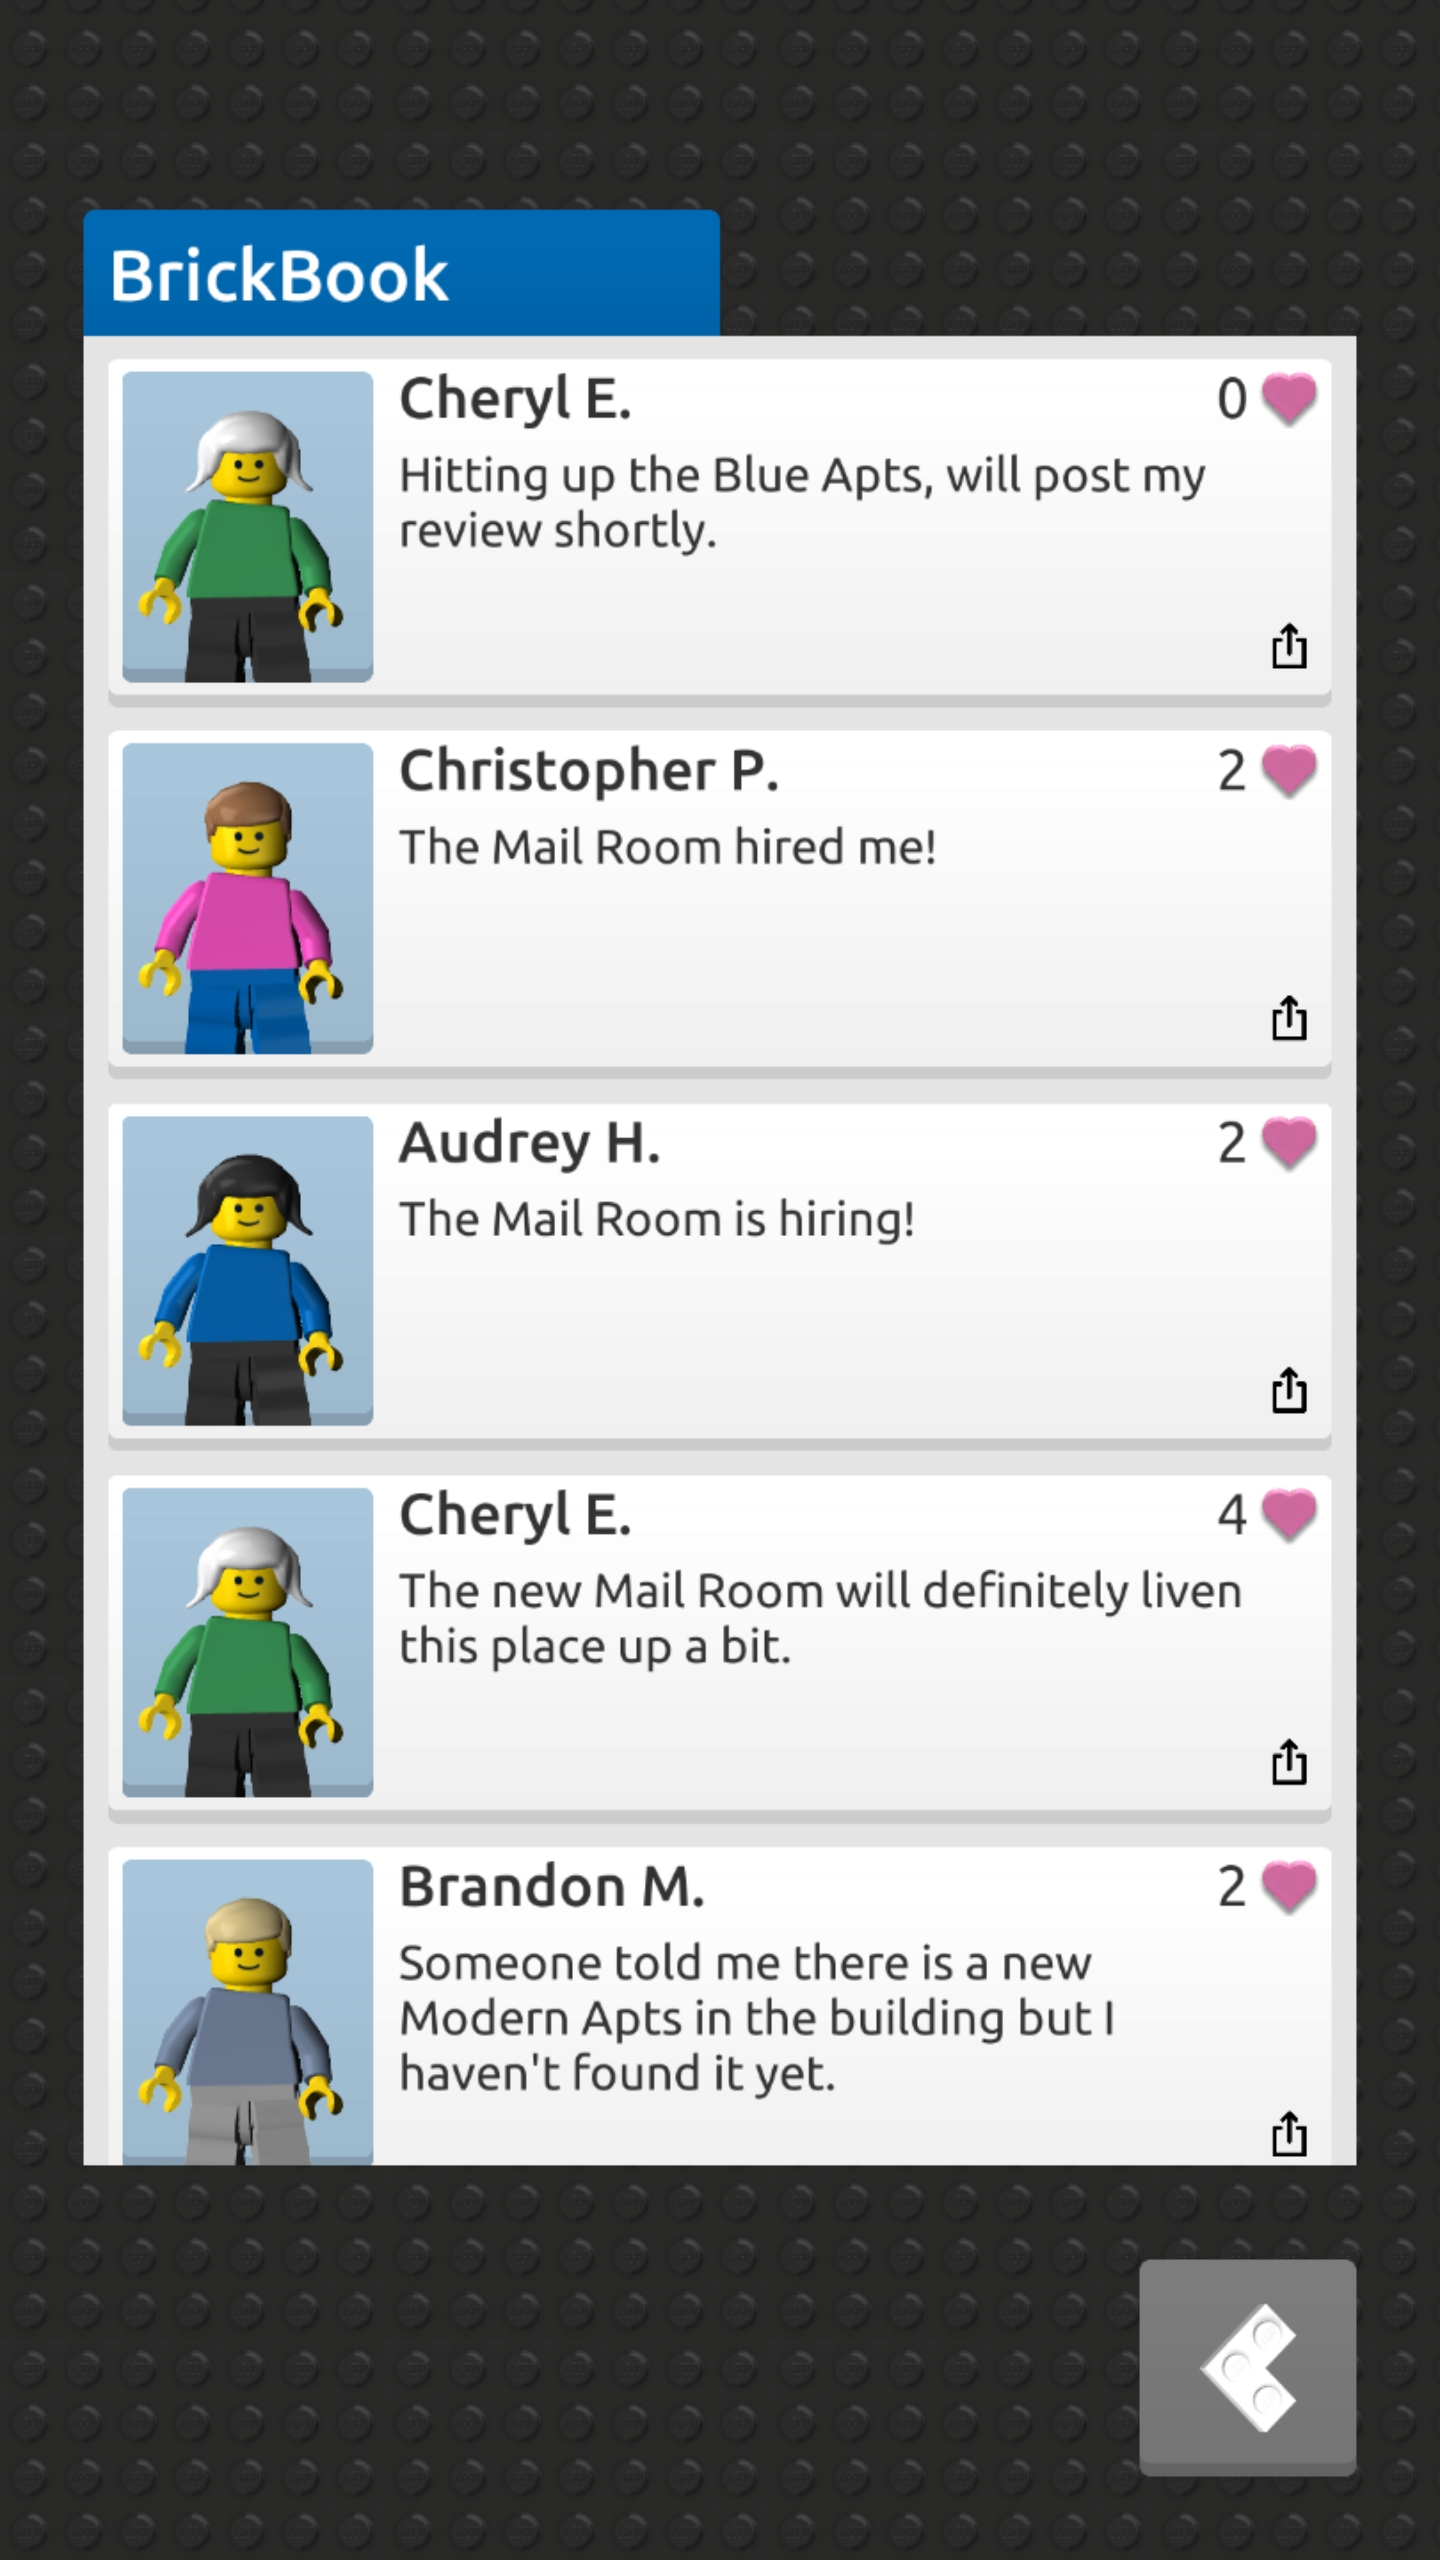 BrickBook
Cheryl E.
0
Hitting up the Blue Apts, will post my
review shortly.
Christopher P.
2
The Mail Room hired me!
Audrey H.
2
The Mail Room is hiring!
Cheryl E.
4
The new Mail Room will definitely liven
this place up a bit.
Brandon M.
2
Someone told me there is a new
Modern Apts in the building but I
haven't found it yet.